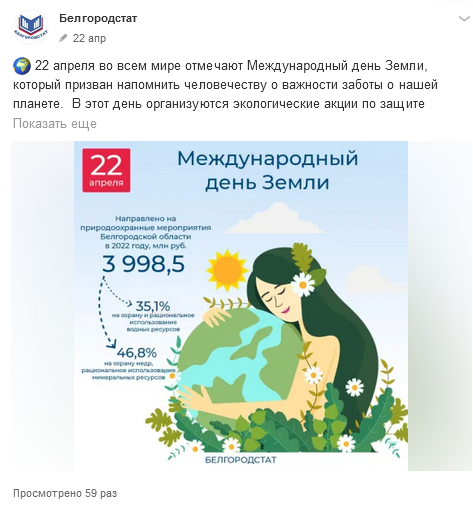 Белгородстат
22 апр
22 апреля во всем мире отмечают Международный день Земли,
который призван напомнить человечеству о важности заботы о нашей
планете. В этот день организуются экологические акции по защите
Показать еще
22
апреля
Международный
день Земли
Направлено на
природоохранные мероприятия
Белгородской области
в 2022 году, млн руб.
3 998,5
35,1%
на охрану и рациональное
использование
водных ресурсов
46,8%
на охрану недр,
рациональное использование
минеральных ресурсов
БЕЛГОРОДСТАТ
Просмотрено 59 раз